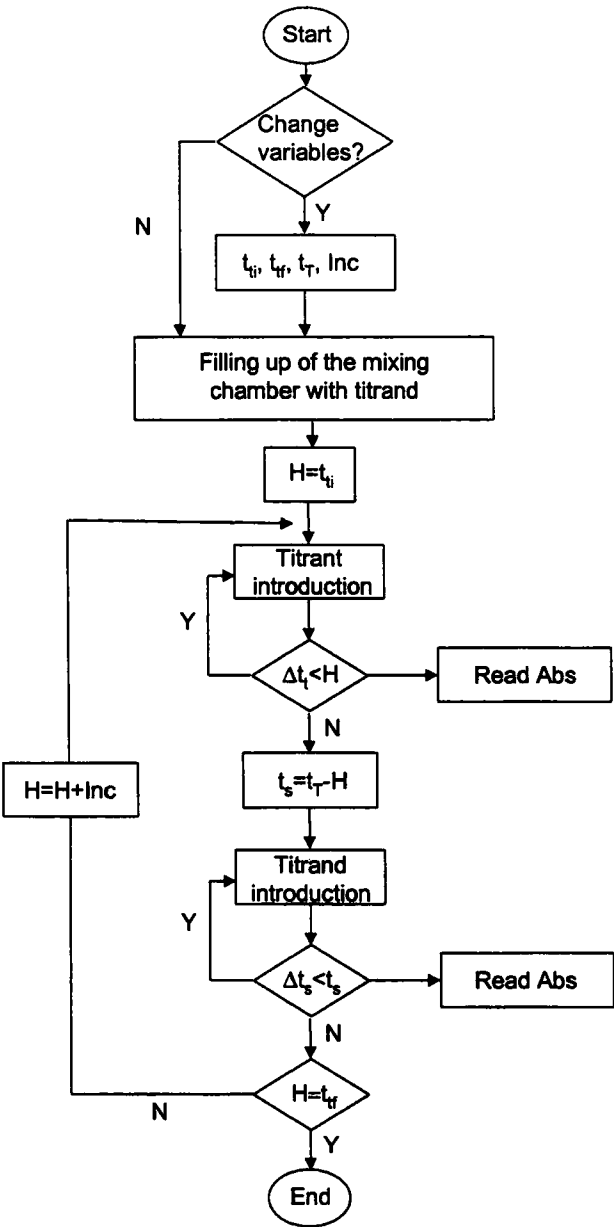 Start
Change
variables?
N
Y
t_ti, t_tf, t_T, Inc
Filling up of the mixing
chamber with titrand
H=t_ti
Titrant
introduction
Y
Δt_t<H
Read Abs
N
t_s=t_T-H
H=H+Inc
Titrand
introduction
Y
Δt_s<t_s
Read Abs
N
H=t_tf
N
Y
End